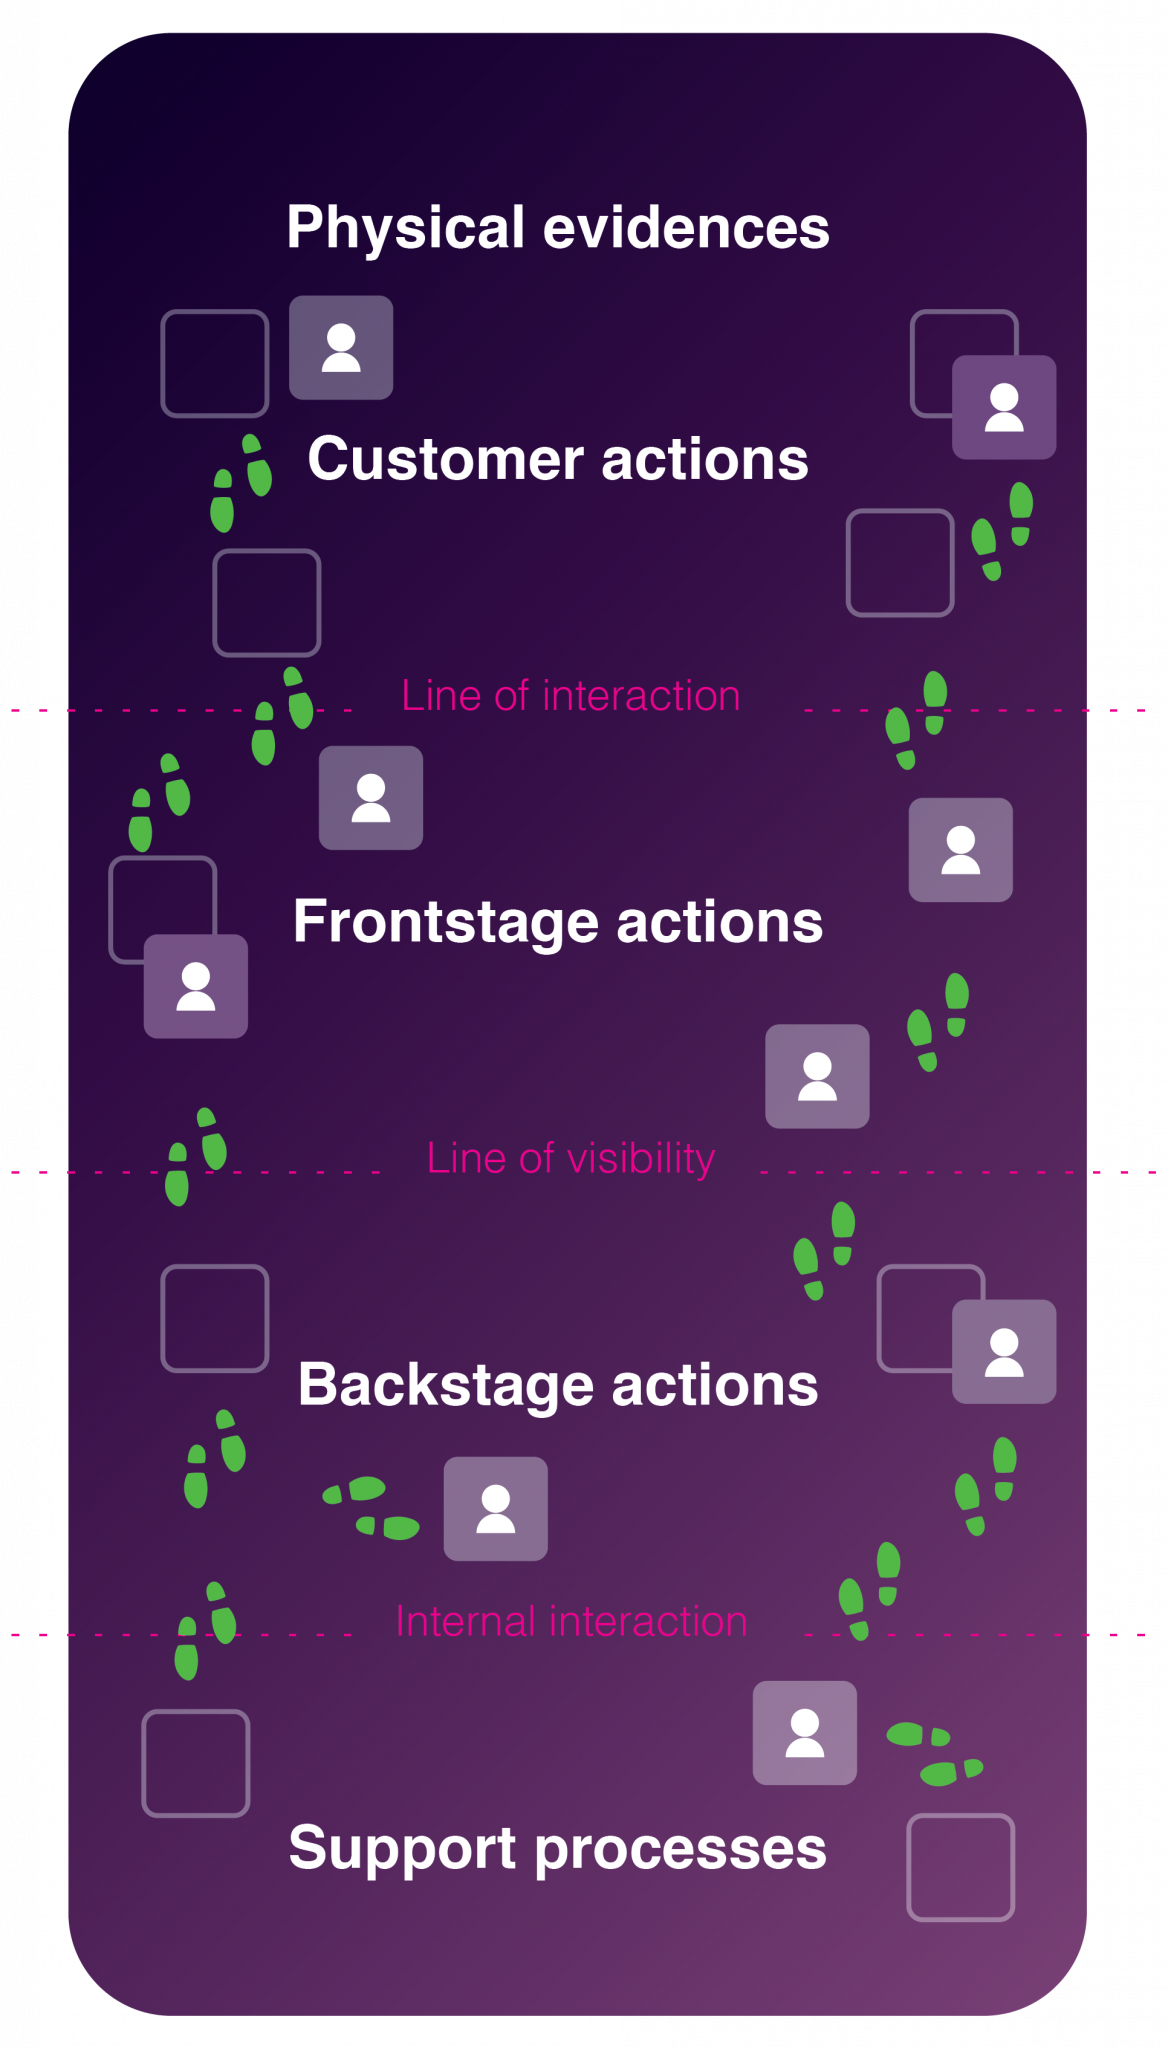 Physical evidences
Customer actions
Line of interaction
Frontstage actions
Line of visibility
Backstage actions
Internal interaction
Support processes